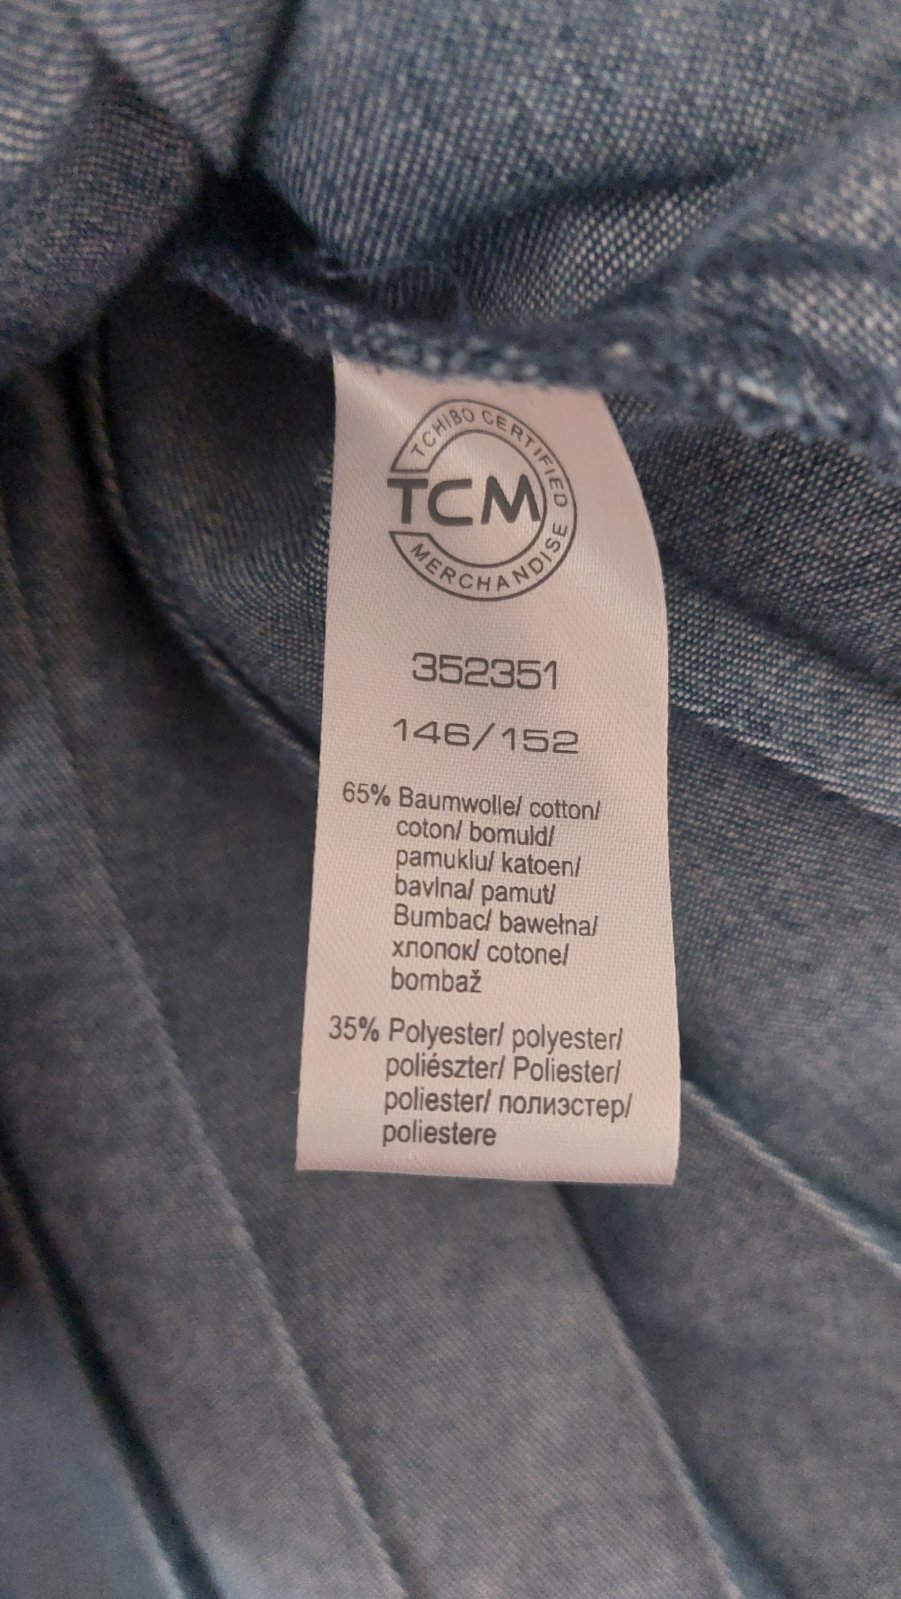 TCHIBO CERTIFIED
TCM
MERCHANDISE
352351
146/152
65% Baumwolle/ cotton/
coton/ bomuld/
pamuklu/ katoen/
bavlna/ pamut/
Bumbac/ bawełna/
хлопок/ cotone/
bombaž
35% Polyester/ polyester/
poliészter/ Poliester/
poliester/ полиэстер/
poliestere